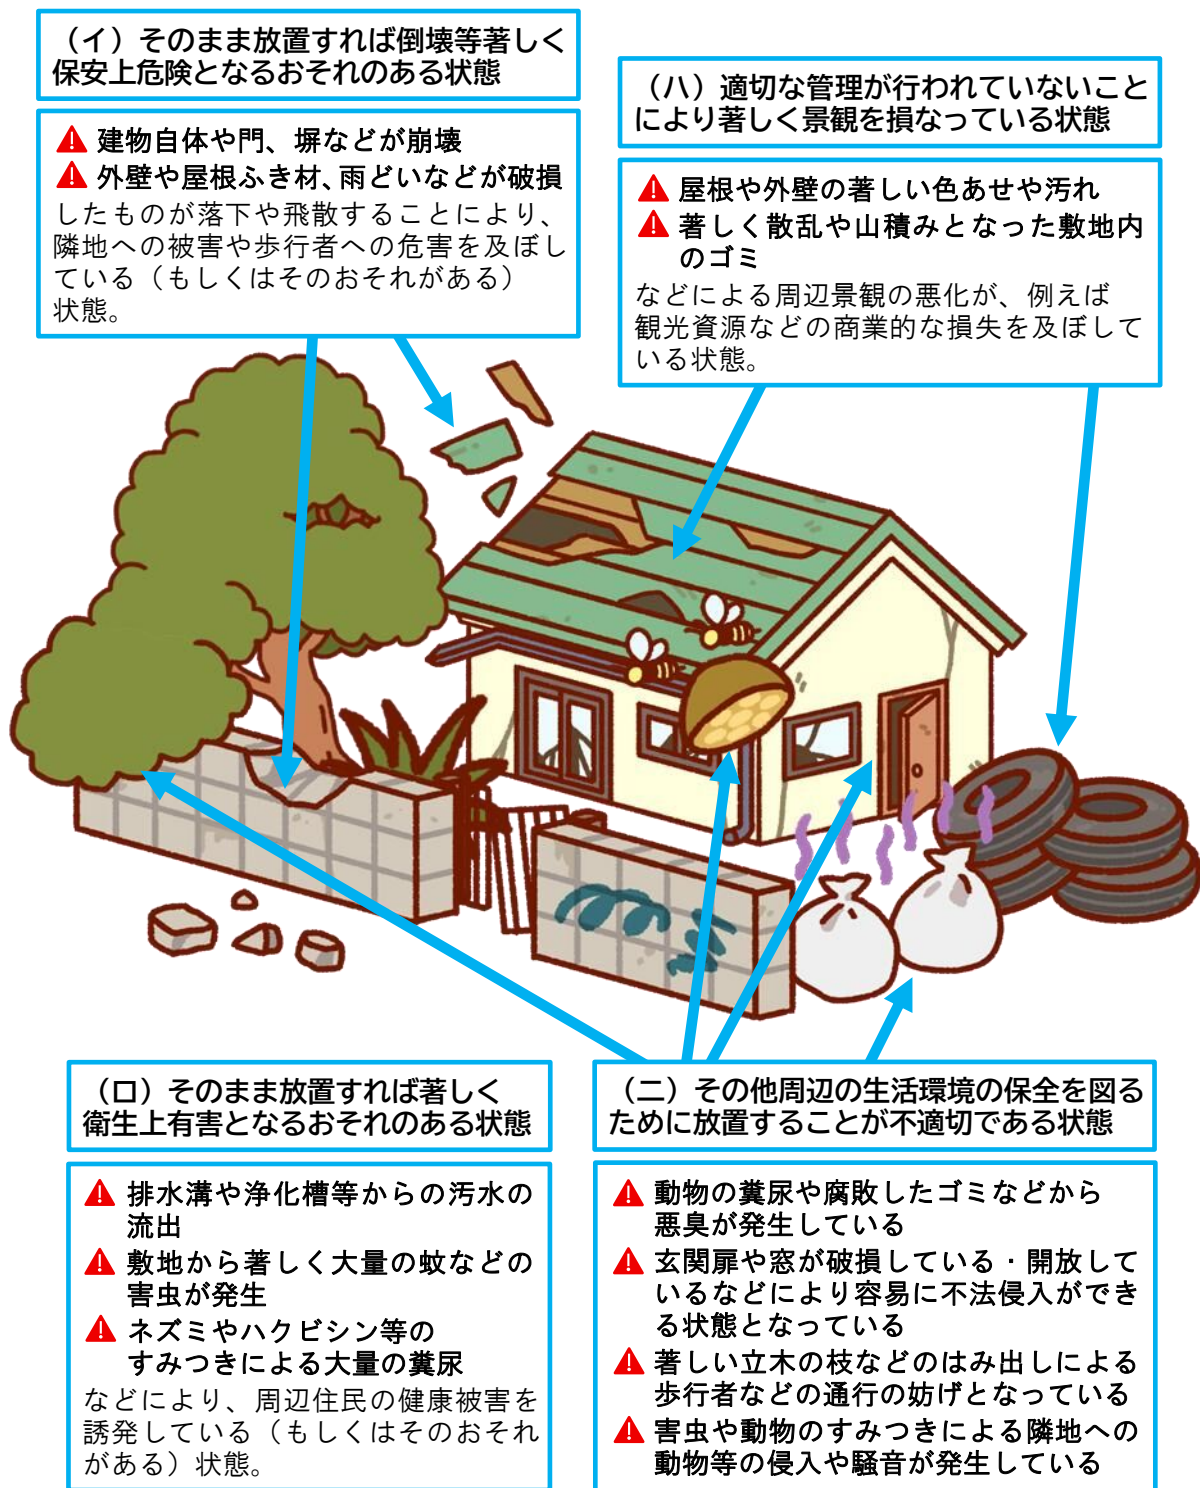 （イ）そのまま放置すれば倒壊等著しく
保安上危険となるおそれのある状態
建物自体や門、塀などが崩壊
外壁や屋根ふき材、雨どいなどが破損
したものが落下や飛散することにより、
隣地への被害や歩行者への危害を及ぼし
ている（もしくはそのおそれがある）
状態。
（ハ）適切な管理が行われていないこと
により著しく景観を損なっている状態
屋根や外壁の著しい色あせや汚れ
著しく散乱や山積みとなった敷地内
のゴミ
などによる周辺景観の悪化が、例えば
観光資源などの商業的な損失を及ぼして
いる状態。
（ロ）そのまま放置すれば著しく
衛生上有害となるおそれのある状態
排水溝や浄化槽等からの汚水の
流出
敷地から著しく大量の蚊などの
害虫が発生
ネズミやハクビシン等の
すみつきによる大量の糞尿
などにより、周辺住民の健康被害を
誘発している（もしくはそのおそれ
がある）状態。
（ニ）その他周辺の生活環境の保全を図る
ために放置することが不適切である状態
動物の糞尿や腐敗したゴミなどから
悪臭が発生している
玄関扉や窓が破損している・開放して
いるなどにより容易に不法侵入ができ
る状態となっている
著しい立木の枝などのはみ出しによる
歩行者などの通行の妨げとなっている
害虫や動物のすみつきによる隣地への
動物等の侵入や騒音が発生している